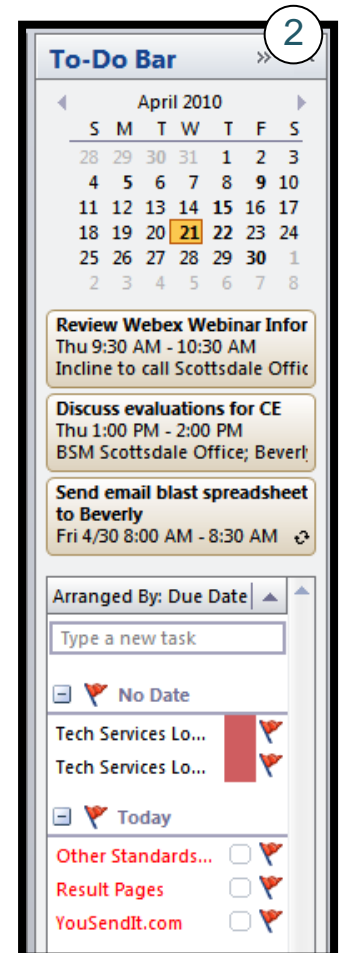 2
To-Do Bar »
April 2010
S M T W T F S
28 29 30 31 1 2 3
4 5 6 7 8 9 10
11 12 13 14 15 16 17
18 19 20 21 22 23 24
25 26 27 28 29 30 1
2 3 4 5 6 7 8
Review Webex Webinar Infor
Thu 9:30 AM - 10:30 AM
Incline to call Scottsdale Offic
Discuss evaluations for CE
Thu 1:00 PM - 2:00 PM
BSM Scottsdale Office; Beverl
Send email blast spreadsheet
to Beverly
Fri 4/30 8:00 AM - 8:30 AM
Arranged By: Due Date
Type a new task
No Date
Tech Services Lo...
Tech Services Lo...
Today
Other Standards...
Result Pages
YouSendIt.com